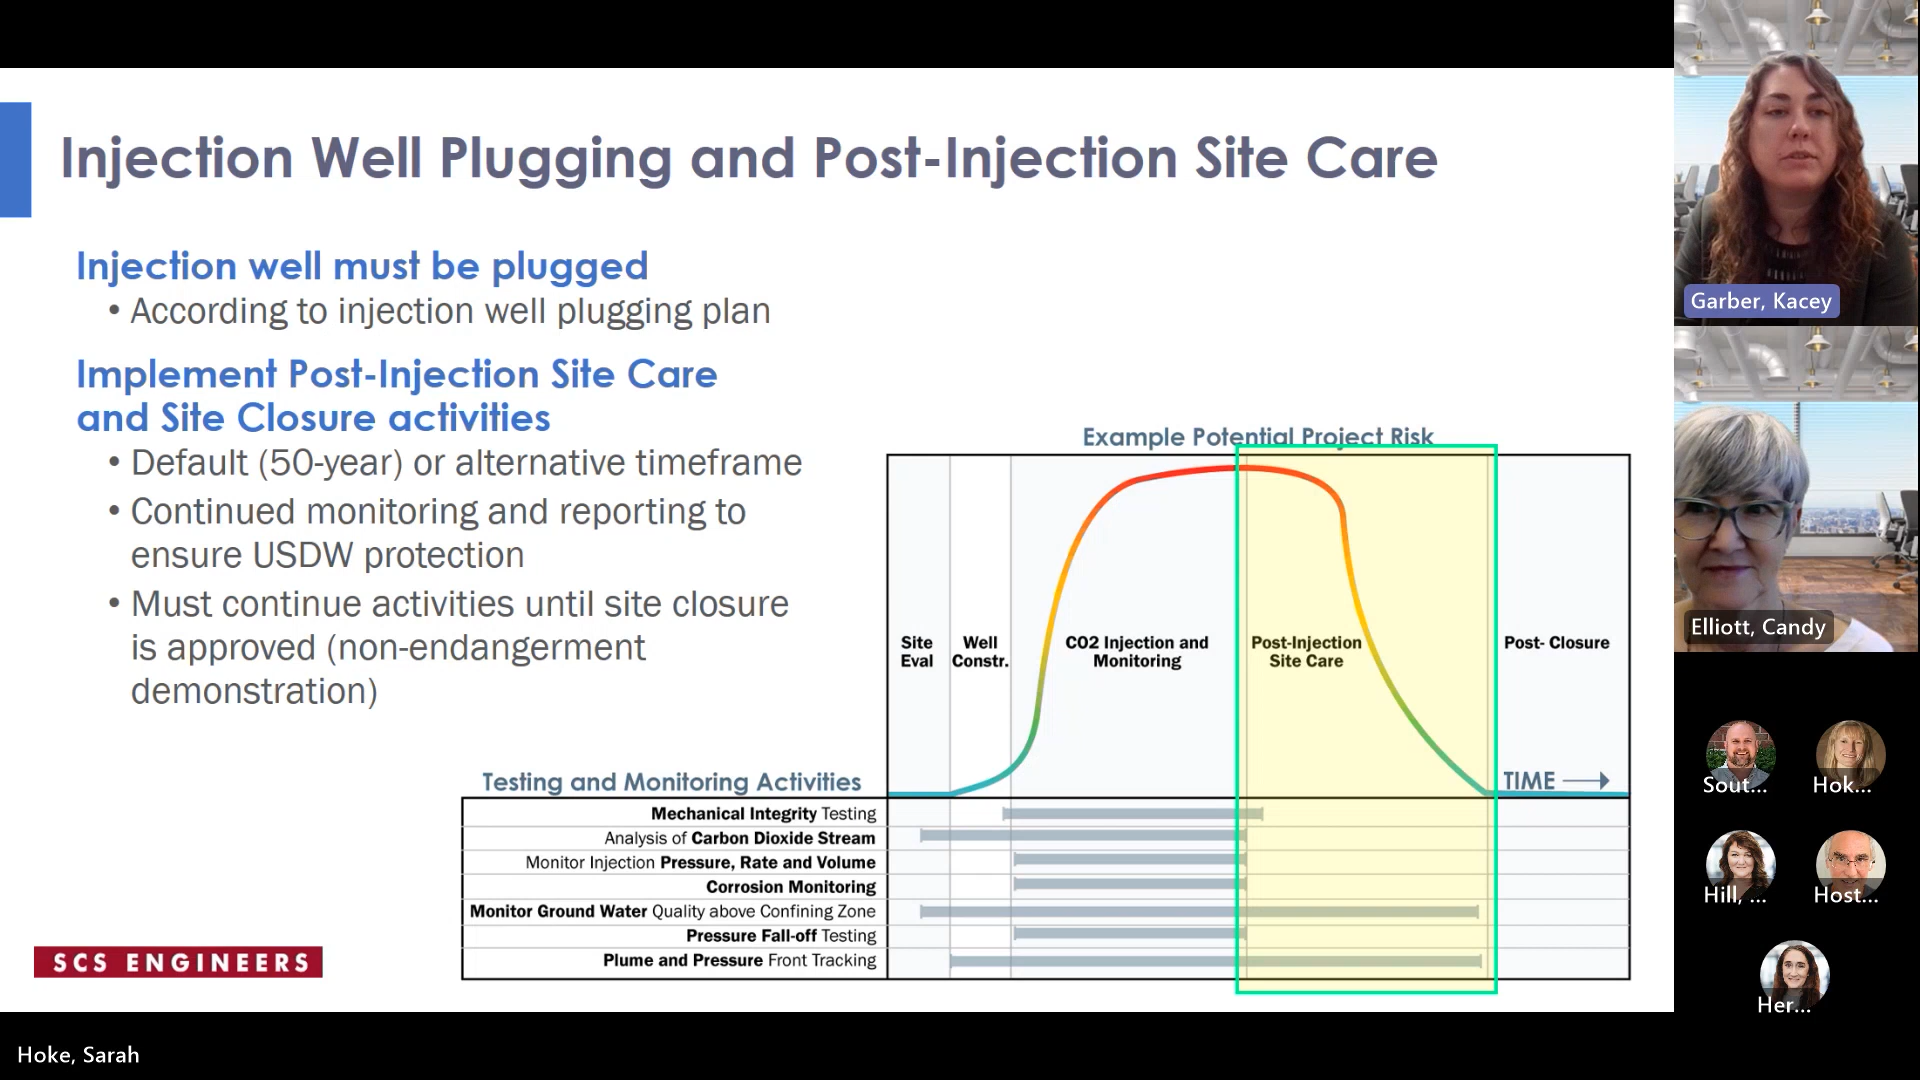 Injection Well Plugging and Post-Injection Site Care
Injection well must be plugged
• According to injection well plugging plan
Implement Post-Injection Site Care
and Site Closure activities
• Default (50-year) or alternative timeframe
• Continued monitoring and reporting to
ensure USDW protection
• Must continue activities until site closure
is approved (non-endangerment
demonstration)
Example Potential Project Risk
Site
Eval
Well
Constr.
CO2 Injection and
Monitoring
Post-Injection
Site Care
Post- Closure
TIME
Testing and Monitoring Activities
Mechanical Integrity Testing
Analysis of Carbon Dioxide Stream
Monitor Injection Pressure, Rate and Volume
Corrosion Monitoring
Monitor Ground Water Quality above Confining Zone
Pressure Fall-off Testing
Plume and Pressure Front Tracking
SCS ENGINEERS
Garber, Kacey
Elliott, Candy
Sout...
Hok...
Hill, ...
Host...
Her...
Hoke, Sarah